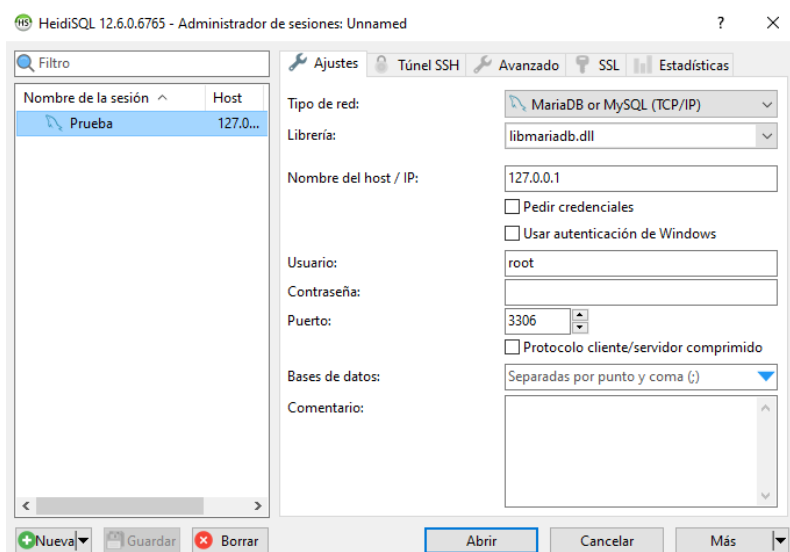 HeidiSQL 12.6.0.6765 - Administrador de sesiones: Unnamed
Filtro
Nombre de la sesión Host
Prueba 127.0...
Ajustes Túnel SSH Avanzado SSL Estadísticas
Tipo de red: MariaDB or MySQL (TCP/IP)
Librería: libmariadb.dll
Nombre del host / IP: 127.0.0.1
Pedir credenciales
Usar autenticación de Windows
Usuario: root
Contraseña:
Puerto: 3306
Protocolo cliente/servidor comprimido
Bases de datos: Separadas por punto y coma (;)
Comentario:
Nueva Guardar Borrar Abrir Cancelar Más